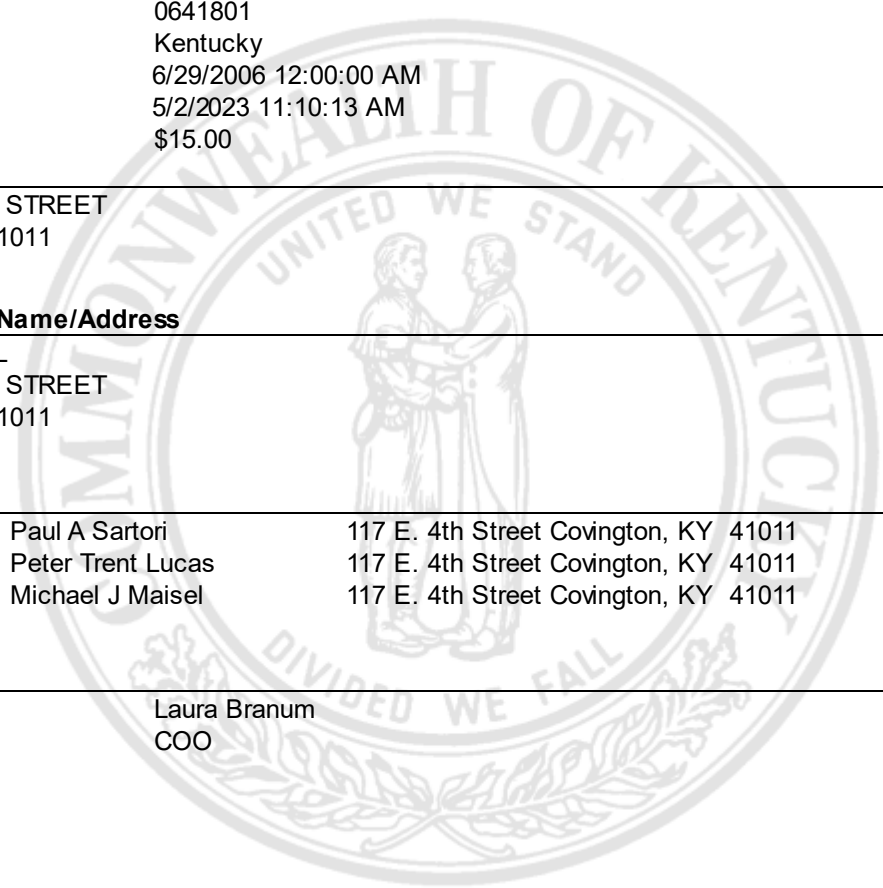 0641801
Kentucky
6/29/2006 12:00:00 AM
5/2/2023 11:10:13 AM
$15.00
STREET
1011
Name/Address
STREET
1011
Paul A Sartori 117 E. 4th Street Covington, KY 41011
Peter Trent Lucas 117 E. 4th Street Covington, KY 41011
Michael J Maisel 117 E. 4th Street Covington, KY 41011
Laura Branum
COO
COMMONWEALTH OF KENTUCKY
UNITED WE STAND
DIVIDED WE FALL